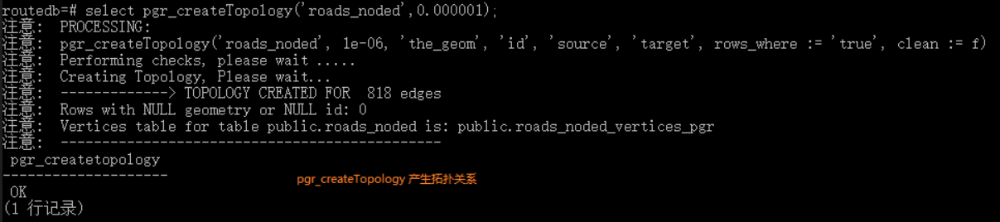 routedb=# select pgr_createTopology('roads_noded',0.000001);
注意:  PROCESSING:
注意:  pgr_createTopology('roads_noded', 1e-06, 'the_geom', 'id', 'source', 'target', rows_where := 'true', clean := f)
注意:  Performing checks, please wait .....
注意:  Creating Topology, Please wait...
注意:  -------------> TOPOLOGY CREATED FOR  818 edges
注意:  Rows with NULL geometry or NULL id: 0
注意:  Vertices table for table public.roads_noded is: public.roads_noded_vertices_pgr
注意:  ----------------------------------------------
pgr_createtopology
--------------------
pgr_createTopology 产生拓扑关系
OK
(1 行记录)